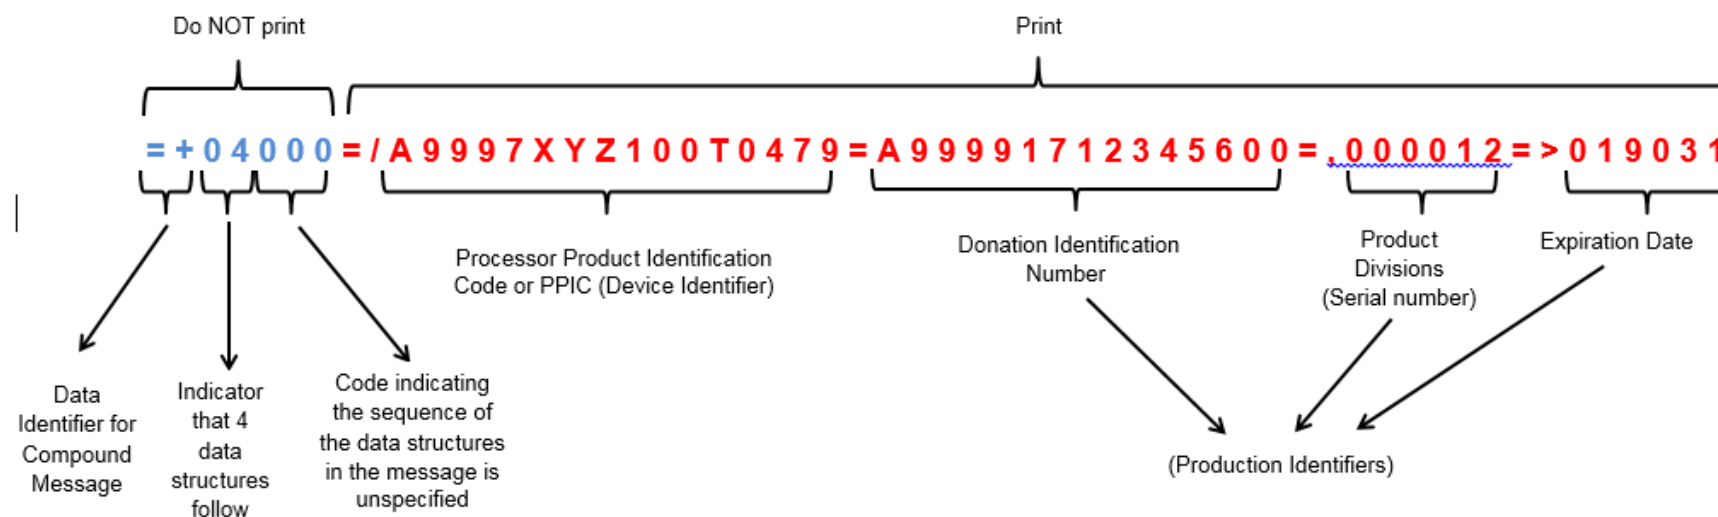 Do NOT print
Print
=+04000=/A9997XYZ100T0479=A99991712345600=,000012=>019031
Processor Product Identification
Code or PPIC (Device Identifier)
Donation Identification
Number
Product
Divisions
(Serial number)
Expiration Date
Data
Identifier for
Compound
Message
Indicator
that 4
data
structures
follow
Code indicating
the sequence of
the data structures
in the message is
unspecified
(Production Identifiers)